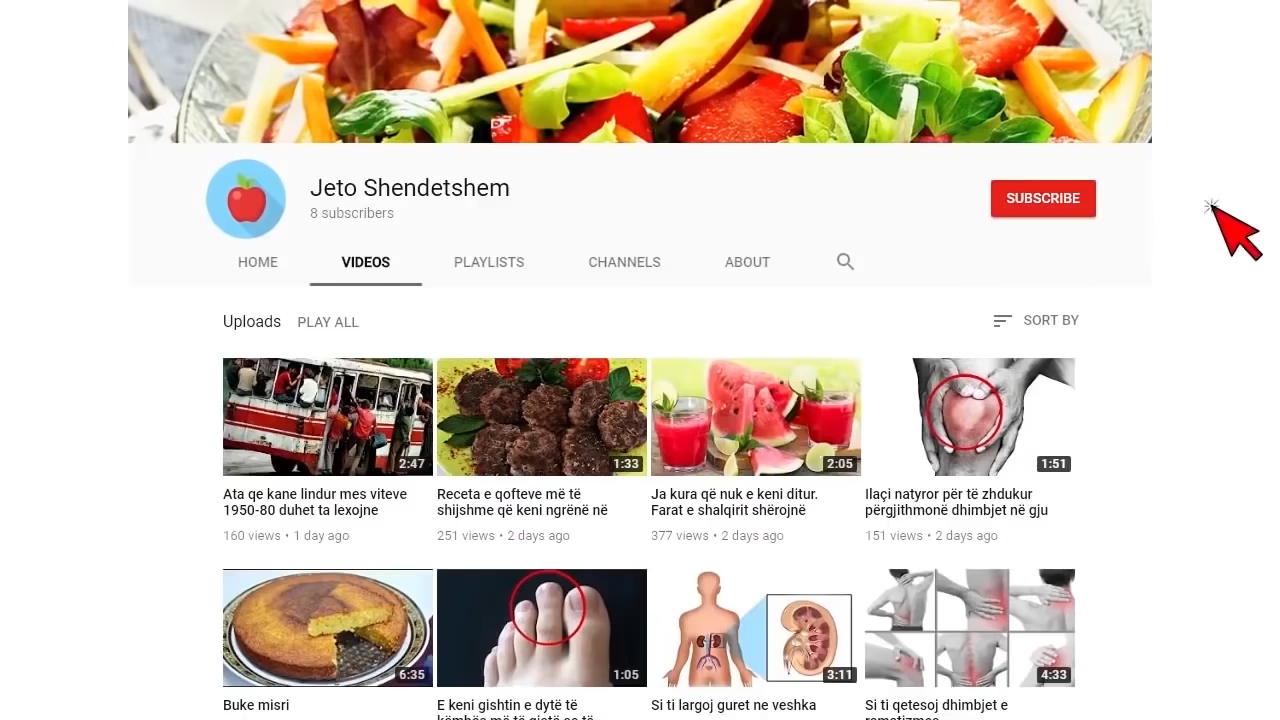 Jeto Shendetshem
8 subscribers
SUBSCRIBE
HOME VIDEOS PLAYLISTS CHANNELS ABOUT
Uploads PLAY ALL SORT BY
2:47 1:33 2:05 1:51
Ata qe kane lindur mes viteve
1950-80 duhet ta lexojne
160 views • 1 day ago
Receta e qofteve më të
shijshme që keni ngrënë në
251 views • 2 days ago
Ja kura që nuk e keni ditur.
Farat e shalqirit shërojnë
377 views • 2 days ago
Ilaçi natyror për të zhdukur
përgjithmonë dhimbjet në gju
151 views • 2 days ago
6:35 1:05 3:11 4:33
Buke misri
E keni gishtin e dytë të
Si ti largoj guret ne veshka
Si ti qetesoj dhimbjet e